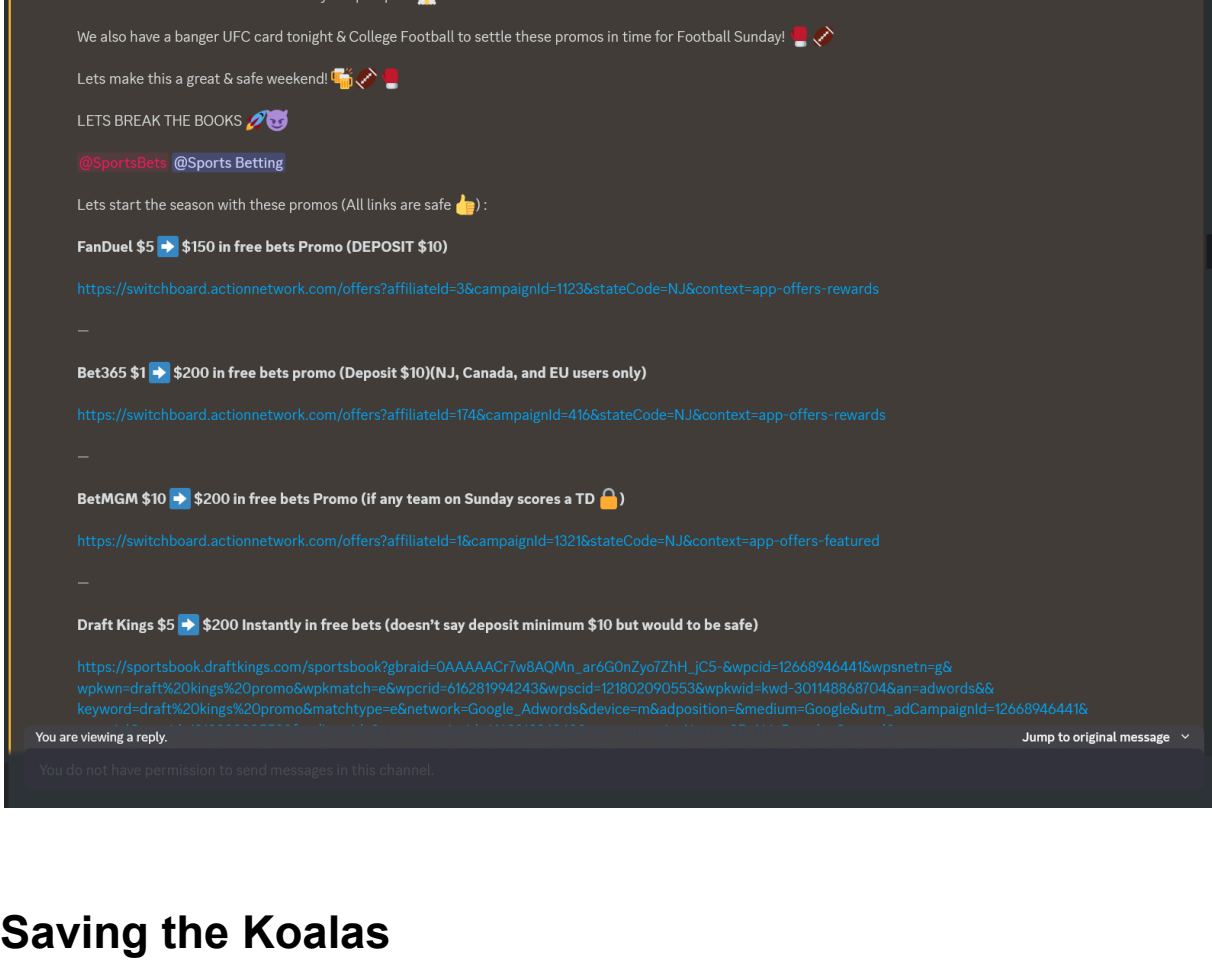 We also have a banger UFC card tonight & College Football to settle these promos in time for Football Sunday! 🥊 🏈
Lets make this a great & safe weekend! 🍻 🏈 🥊
LETS BREAK THE BOOKS 🚀 😈
@SportsBets @Sports Betting
Lets start the season with these promos (All links are safe 👍) :
FanDuel $5 ➡️ $150 in free bets Promo (DEPOSIT $10)
https://switchboard.actionnetwork.com/offers?affiliateId=3&campaignId=1123&stateCode=NJ&context=app-offers-rewards
—
Bet365 $1 ➡️ $200 in free bets promo (Deposit $10)(NJ, Canada, and EU users only)
https://switchboard.actionnetwork.com/offers?affiliateId=174&campaignId=416&stateCode=NJ&context=app-offers-rewards
—
BetMGM $10 ➡️ $200 in free bets Promo (if any team on Sunday scores a TD 🔒)
https://switchboard.actionnetwork.com/offers?affiliateId=1&campaignId=1321&stateCode=NJ&context=app-offers-featured
—
Draft Kings $5 ➡️ $200 Instantly in free bets (doesn't say deposit minimum $10 but would to be safe)
https://sportsbook.draftkings.com/sportsbook?gbraid=0AAAAACr7w8AQMn_ar6G0nZyo7ZhH_jC5-&wpcid=12668946441&wpsnetn=g&
wpkwn=draft%20kings%20promo&wpkmatch=e&wpcrid=616281994243&wpscid=121802090553&wpkwid=kwd-301148868704&an=adwords&&
keyword=draft%20kings%20promo&matchtype=e&network=Google_Adwords&device=m&adposition=&medium=Google&utm_adCampaignId=12668946441&
You are viewing a reply. Jump to original message
You do not have permission to send messages in this channel.
Saving the Koalas